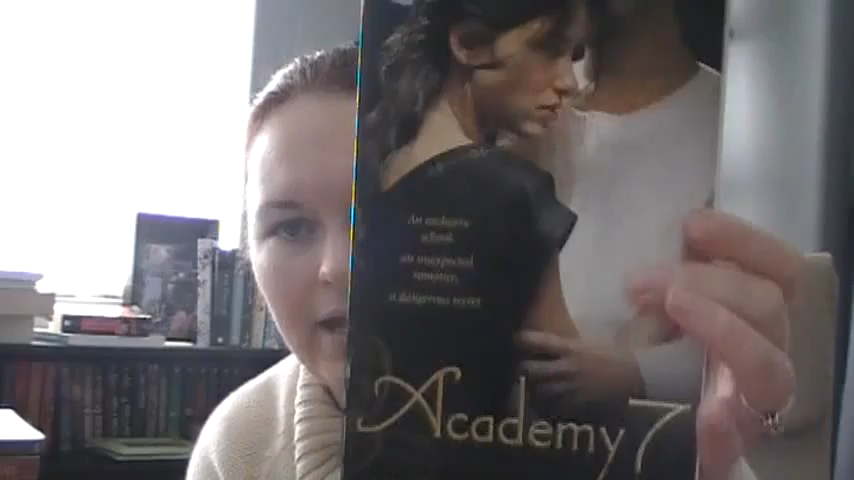 An exclusive
school.
an unexpected
romance.
a dangerous secret
Academy 7